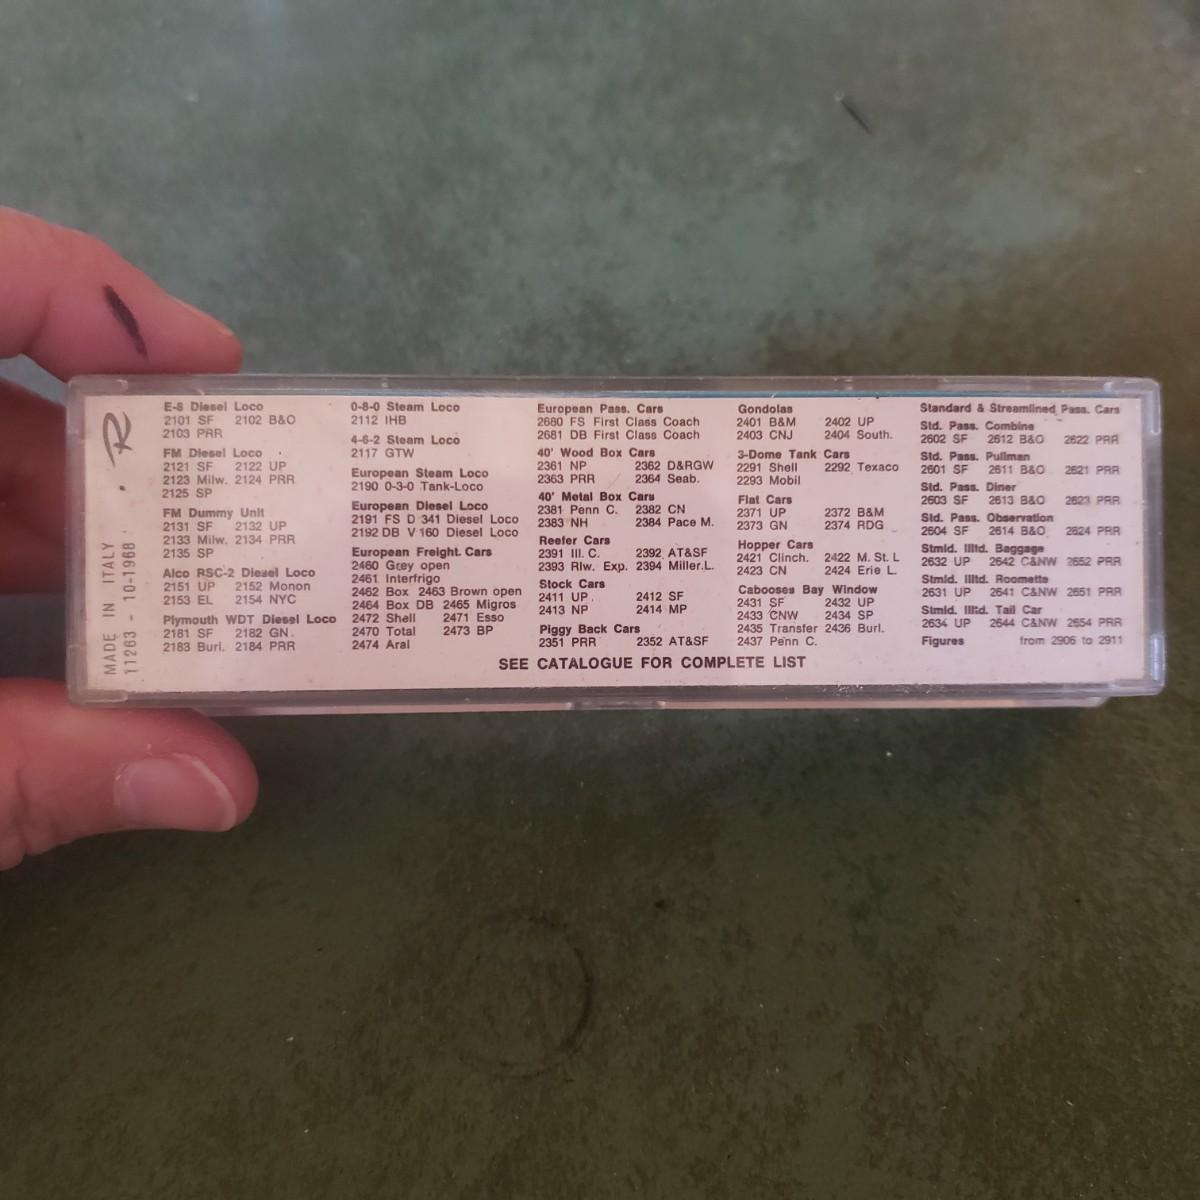 R
MADE IN ITALY
11263 - 10-1968
E-8 Diesel Loco
2101 SF 2102 B&O
2103 PRR
FM Diesel Loco
2121 SF 2122 UP
2123 Milw. 2124 PRR
2125 SP
FM Dummy Unit
2131 SF 2132 UP
2133 Milw. 2134 PRR
2135 SP
Alco RSC-2 Diesel Loco
2151 UP 2152 Monon
2153 EL 2154 NYC
Plymouth WDT Diesel Loco
2181 SF 2182 GN.
2183 Burl. 2184 PRR
0-8-0 Steam Loco
2112 IHB
4-6-2 Steam Loco
2117 GTW
European Steam Loco
2190 0-3-0 Tank-Loco
European Diesel Loco
2191 FS D 341 Diesel Loco
2192 DB V 160 Diesel Loco
European Freight. Cars
2460 Grey open
2461 Interfrigo
2462 Box 2463 Brown open
2464 Box DB 2465 Migros
2472 Shell 2471 Esso
2470 Total 2473 BP
2474 Aral
European Pass. Cars
2680 FS First Class Coach
2681 DB First Class Coach
40' Wood Box Cars
2361 NP 2362 D&RGW
2363 PRR 2364 Seab.
40' Metal Box Cars
2381 Penn C. 2382 CN
2383 NH 2384 Pace M.
Reefer Cars
2391 Ill. C. 2392 AT&SF
2393 Rlw. Exp. 2394 Miller.L.
Stock Cars
2411 UP 2412 SF
2413 NP 2414 MP
Piggy Back Cars
2351 PRR 2352 AT&SF
Gondolas
2401 B&M 2402 UP
2403 CNJ 2404 South.
3-Dome Tank Cars
2291 Shell 2292 Texaco
2293 Mobil
Flat Cars
2371 UP 2372 B&M
2373 GN 2374 RDG
Hopper Cars
2421 Clinch. 2422 M. St. L
2423 CN 2424 Erie L.
Cabooses Bay Window
2431 SF 2432 UP
2433 CNW 2434 SP
2435 Transfer 2436 Burl.
2437 Penn C.
Standard & Streamlined Pass. Cars
Std. Pass. Combine
2602 SF 2612 B&O 2622 PRR
Std. Pass. Pullman
2601 SF 2611 B&O 2621 PRR
Std. Pass. Diner
2603 SF 2613 B&O 2623 PRR
Std. Pass. Observation
2604 SF 2614 B&O 2624 PRR
Stmld. Illtd. Baggage
2632 UP 2642 C&NW 2652 PRR
Stmld. Illtd. Roomette
2631 UP 2641 C&NW 2651 PRR
Stmld. Illtd. Tail Car
2634 UP 2644 C&NW 2654 PRR
Figures from 2906 to 2911
SEE CATALOGUE FOR COMPLETE LIST